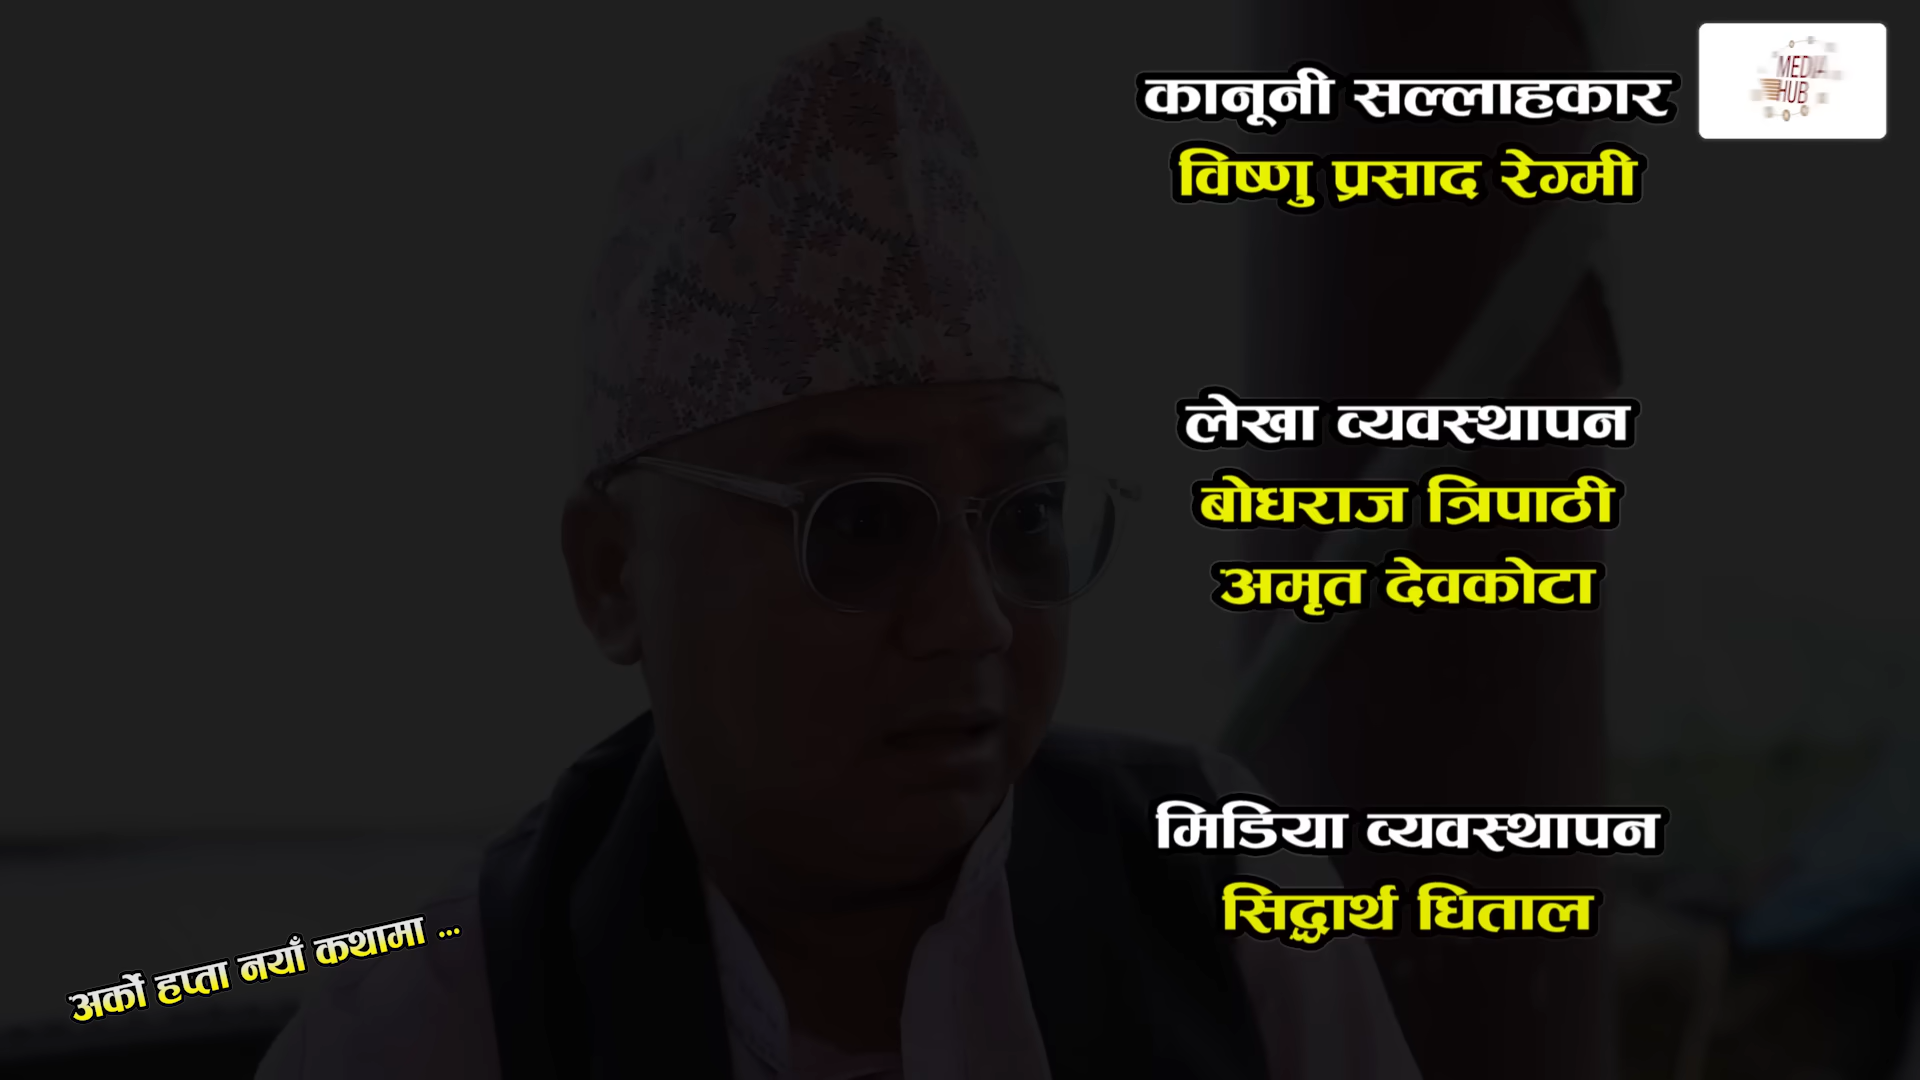 कानूनी सल्लाहकार
विष्णु प्रसाद रेग्मी
MEDIA
HUB
लेखा व्यवस्थापन
बोधराज त्रिपाठी
अमृत देवकोटा
मिडिया व्यवस्थापन
सिद्धार्थ धिताल
अर्को हप्ता नयाँ कथामा ...